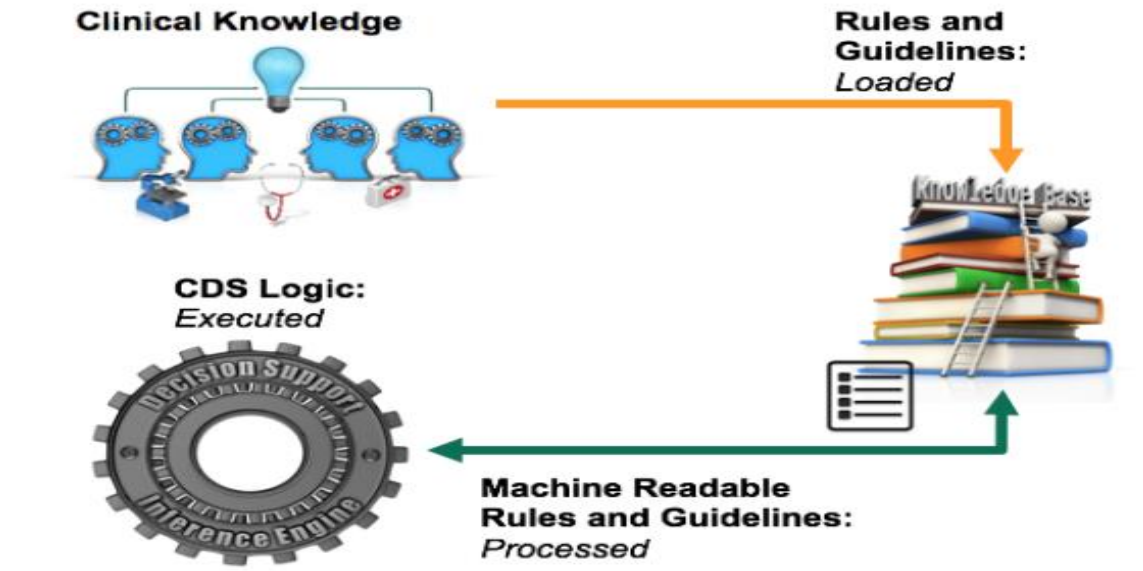 Clinical Knowledge
Rules and
Guidelines:
Loaded
Knowledge Base
CDS Logic:
Executed
Decision Support
Inference Engine
Machine Readable
Rules and Guidelines:
Processed